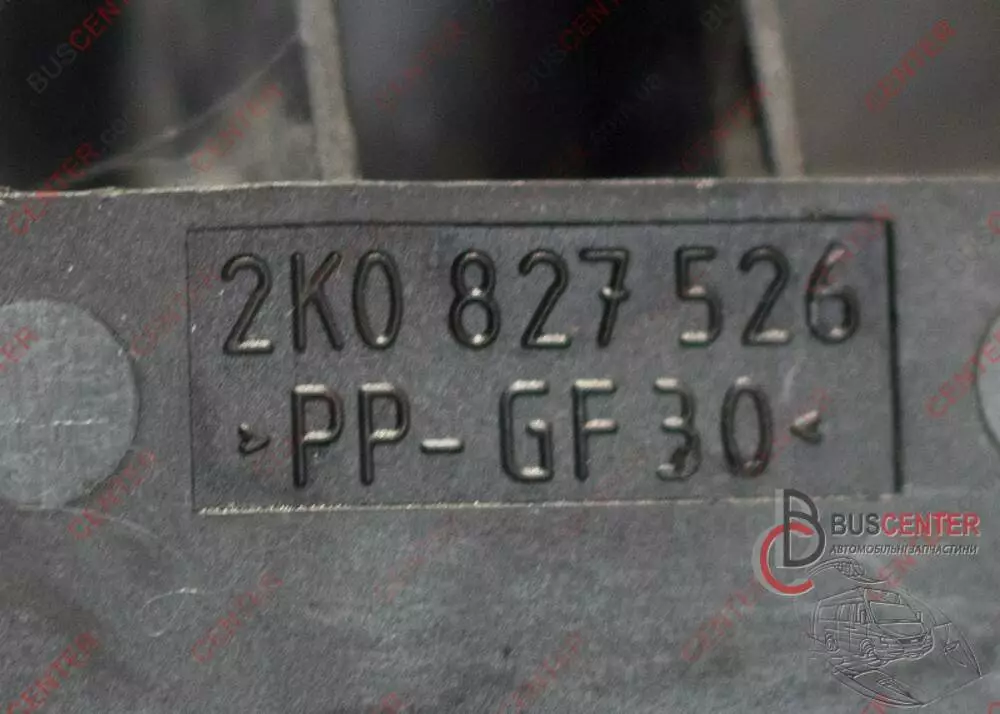 2K0 827 526
>PP-GF30<
BUSCENTER
АВТОМОБІЛЬНІ ЗАПЧАСТИНИ